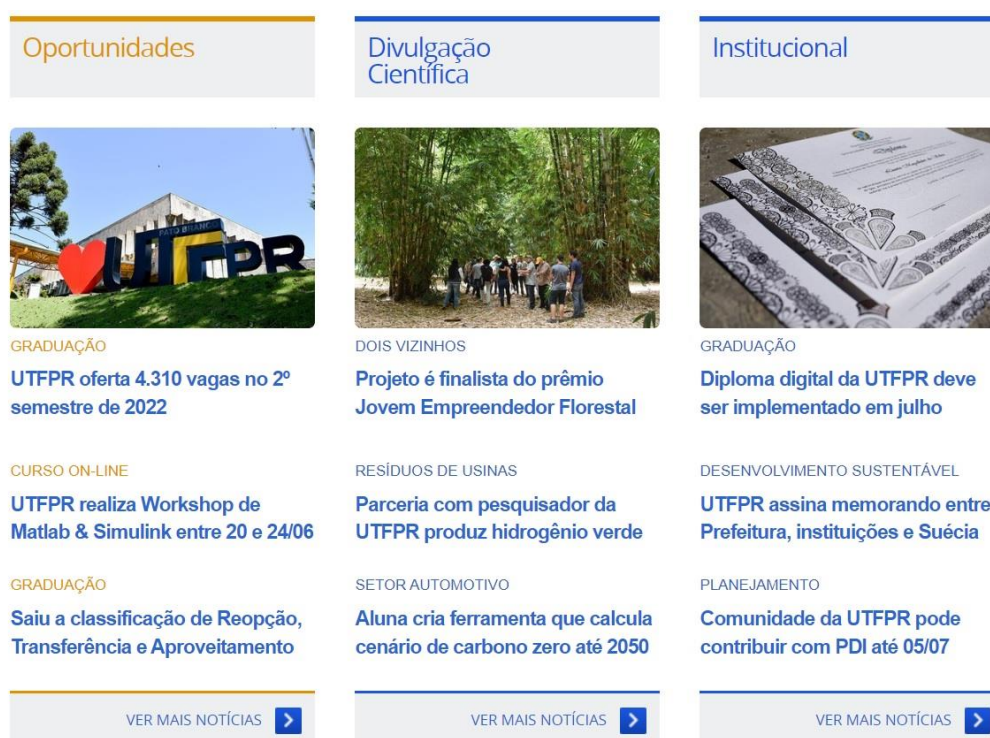 Oportunidades
PATO BRANCO
UTFPR
GRADUAÇÃO
UTFPR oferta 4.310 vagas no 2º
semestre de 2022
CURSO ON-LINE
UTFPR realiza Workshop de
Matlab & Simulink entre 20 e 24/06
GRADUAÇÃO
Saiu a classificação de Reopção,
Transferência e Aproveitamento
VER MAIS NOTÍCIAS
Divulgação
Científica
DOIS VIZINHOS
Projeto é finalista do prêmio
Jovem Empreendedor Florestal
RESÍDUOS DE USINAS
Parceria com pesquisador da
UTFPR produz hidrogênio verde
SETOR AUTOMOTIVO
Aluna cria ferramenta que calcula
cenário de carbono zero até 2050
VER MAIS NOTÍCIAS
Institucional
Diploma
GRADUAÇÃO
Diploma digital da UTFPR deve
ser implementado em julho
DESENVOLVIMENTO SUSTENTÁVEL
UTFPR assina memorando entre
Prefeitura, instituições e Suécia
PLANEJAMENTO
Comunidade da UTFPR pode
contribuir com PDI até 05/07
VER MAIS NOTÍCIAS